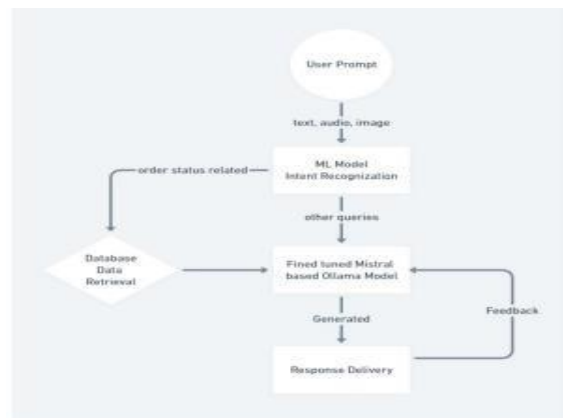 User Prompt
text, audio, image
ML Model
Intent Recognization
order status related
other queries
Database
Data
Retrieval
Fined tuned Mistral
based Ollama Model
Generated
Feedback
Response Delivery